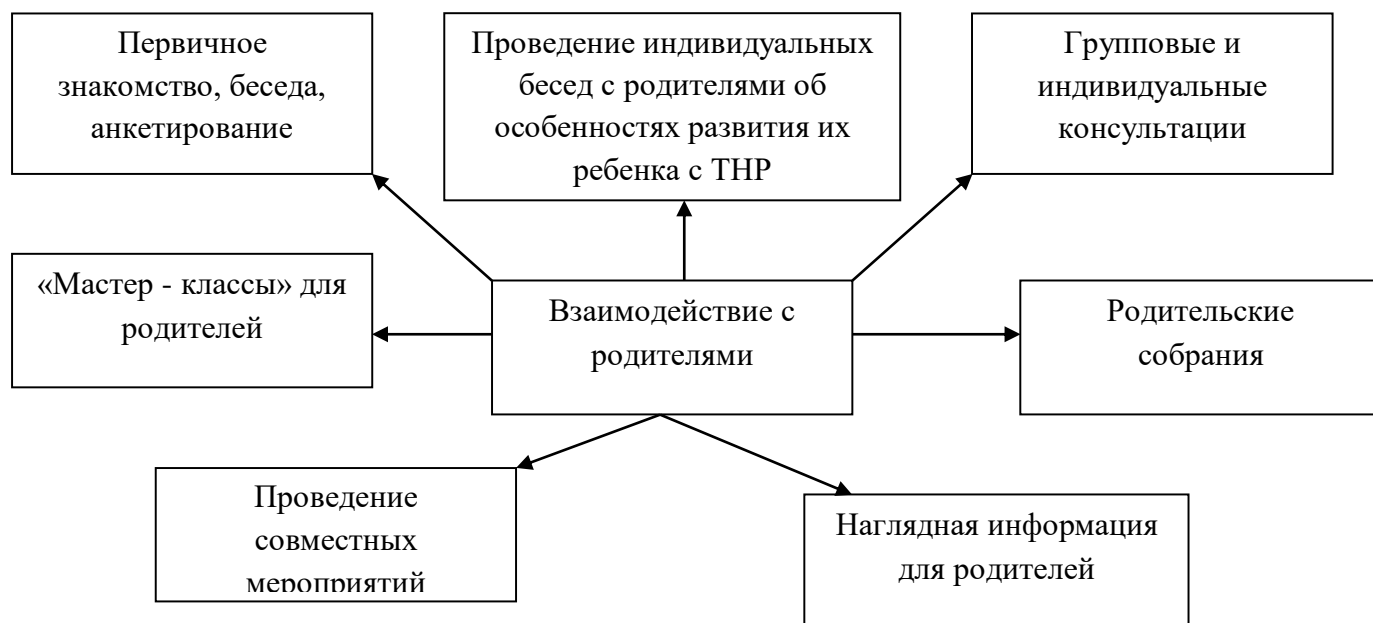 Первичное
знакомство, беседа,
анкетирование
Проведение индивидуальных
бесед с родителями об
особенностях развития их
ребенка с ТНР
Групповые и
индивидуальные
консультации
«Мастер - классы» для
родителей
Взаимодействие с
родителями
Родительские
собрания
Проведение
совместных
мероприятий
Наглядная информация
для родителей